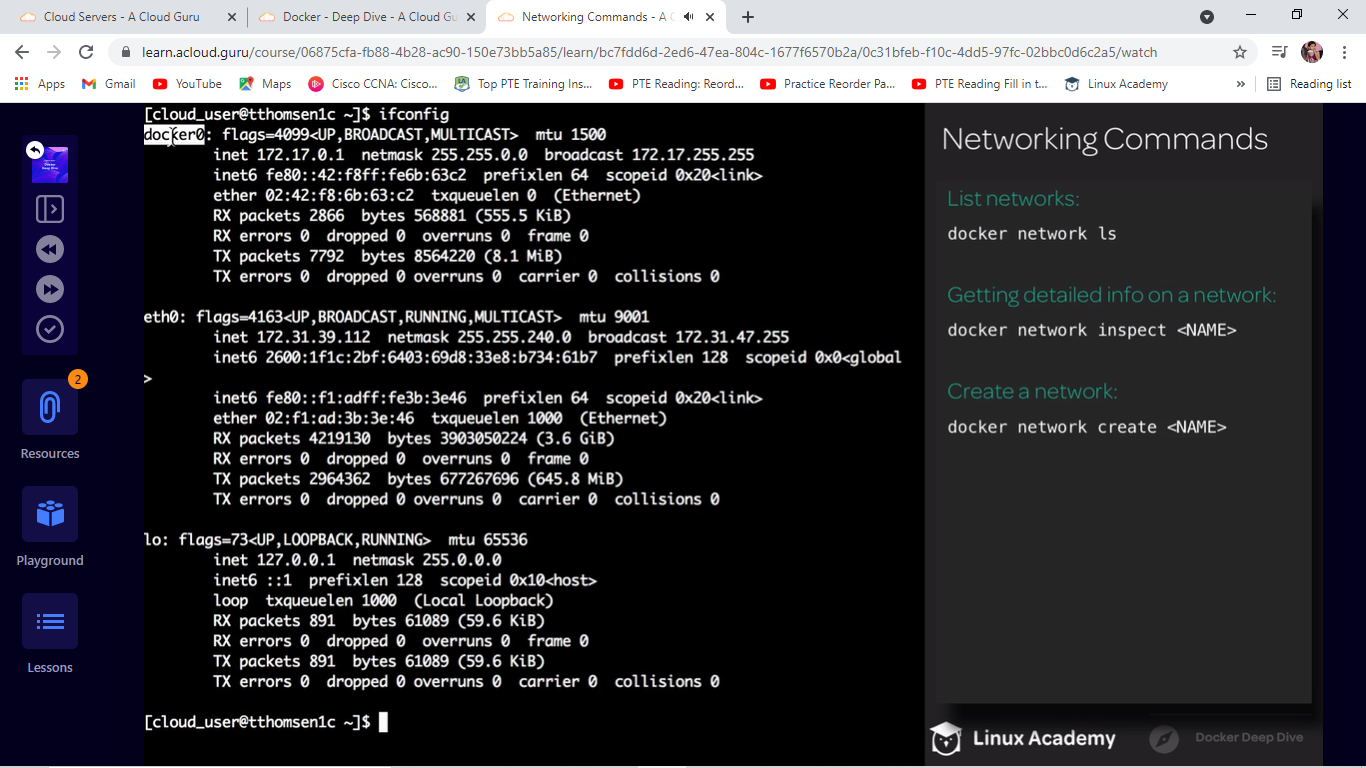 Cloud Servers - A Cloud Guru
Docker - Deep Dive - A Cloud Gu
Networking Commands - A C
learn.acloud.guru/course/06875cfa-fb88-4b28-ac90-150e73bb5a85/learn/bc7fdd6d-2ed6-47ea-804c-1677f6570b2a/0c31bfeb-f10c-4dd5-97fc-02bbc0d6c2a5/watch
Apps Gmail YouTube Maps Cisco CCNA: Cisco... Top PTE Training Ins... PTE Reading: Reord... Practice Reorder Pa... PTE Reading Fill in t... Linux Academy » Reading list
Docker
Deep Dive
2
Resources
Playground
Lessons
[cloud_user@tthomsen1c ~]$ ifconfig
docker0: flags=4099<UP,BROADCAST,MULTICAST>  mtu 1500
inet 172.17.0.1  netmask 255.255.0.0  broadcast 172.17.255.255
inet6 fe80::42:f8ff:fe6b:63c2  prefixlen 64  scopeid 0x20<link>
ether 02:42:f8:6b:63:c2  txqueuelen 0  (Ethernet)
RX packets 2866  bytes 568881 (555.5 KiB)
RX errors 0  dropped 0  overruns 0  frame 0
TX packets 7792  bytes 8564220 (8.1 MiB)
TX errors 0  dropped 0 overruns 0  carrier 0  collisions 0
eth0: flags=4163<UP,BROADCAST,RUNNING,MULTICAST>  mtu 9001
inet 172.31.39.112  netmask 255.255.240.0  broadcast 172.31.47.255
inet6 2600:1f1c:2bf:6403:69d8:33e8:b734:61b7  prefixlen 128  scopeid 0x0<global
>
inet6 fe80::f1:adff:fe3b:3e46  prefixlen 64  scopeid 0x20<link>
ether 02:f1:ad:3b:3e:46  txqueuelen 1000  (Ethernet)
RX packets 4219130  bytes 3903050224 (3.6 GiB)
RX errors 0  dropped 0  overruns 0  frame 0
TX packets 2964362  bytes 677267696 (645.8 MiB)
TX errors 0  dropped 0 overruns 0  carrier 0  collisions 0
lo: flags=73<UP,LOOPBACK,RUNNING>  mtu 65536
inet 127.0.0.1  netmask 255.0.0.0
inet6 ::1  prefixlen 128  scopeid 0x10<host>
loop  txqueuelen 1000  (Local Loopback)
RX packets 891  bytes 61089 (59.6 KiB)
RX errors 0  dropped 0  overruns 0  frame 0
TX packets 891  bytes 61089 (59.6 KiB)
TX errors 0  dropped 0 overruns 0  carrier 0  collisions 0
[cloud_user@tthomsen1c ~]$
Networking Commands
List networks:
docker network ls
Getting detailed info on a network:
docker network inspect <NAME>
Create a network:
docker network create <NAME>
Linux Academy
Docker Deep Dive